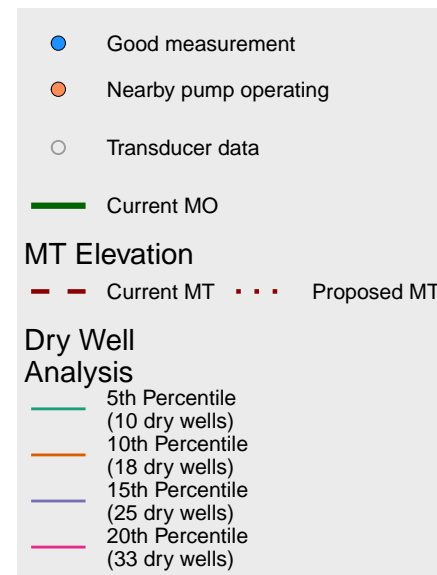 Good measurement
Nearby pump operating
Transducer data
Current MO
MT Elevation
Current MT Proposed MT
Dry Well
Analysis
5th Percentile
(10 dry wells)
10th Percentile
(18 dry wells)
15th Percentile
(25 dry wells)
20th Percentile
(33 dry wells)